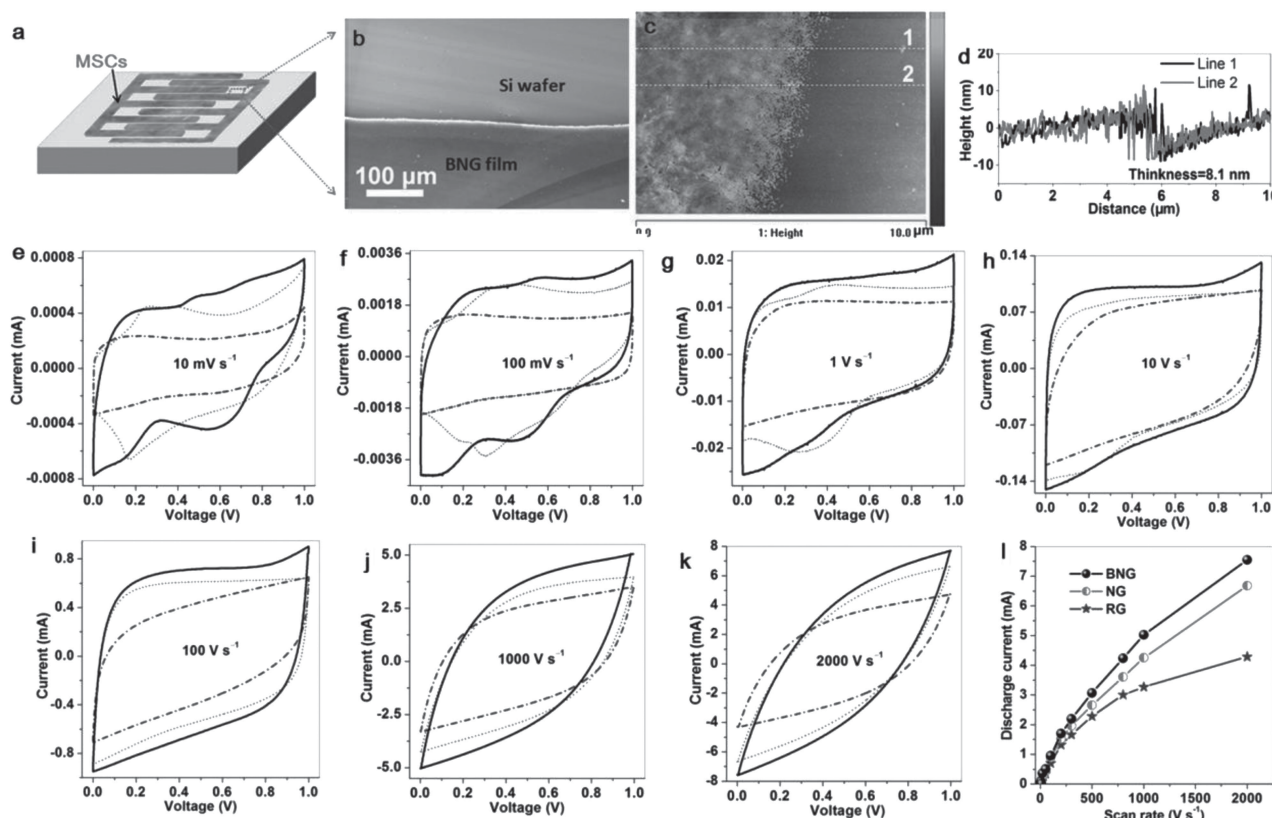 a
MSCs
b
Si wafer
BNG film
100 µm
c
1
2
1: Height
10.0 µm
d
20
10
0
-10
Height (nm)
Line 1
Line 2
Thinkness=8.1 nm
0 2 4 6 8 10
Distance (µm)
e
0.0008
0.0004
0.0000
-0.0004
-0.0008
Current (mA)
10 mV s⁻¹
0.0 0.2 0.4 0.6 0.8 1.0
Voltage (V)
f
0.0036
0.0018
0.0000
-0.0018
-0.0036
Current (mA)
100 mV s⁻¹
0.0 0.2 0.4 0.6 0.8 1.0
Voltage (V)
g
0.02
0.01
0.00
-0.01
-0.02
Current (mA)
1 V s⁻¹
0.0 0.2 0.4 0.6 0.8 1.0
Voltage (V)
h
0.14
0.07
0.00
-0.07
-0.14
Current (mA)
10 V s⁻¹
0.0 0.2 0.4 0.6 0.8 1.0
Voltage (V)
i
0.8
0.4
0.0
-0.4
-0.8
Current (mA)
100 V s⁻¹
0.0 0.2 0.4 0.6 0.8 1.0
Voltage (V)
j
5.0
2.5
0.0
-2.5
-5.0
Current (mA)
1000 V s⁻¹
0.0 0.2 0.4 0.6 0.8 1.0
Voltage (V)
k
8
6
4
2
0
-2
-4
-6
-8
Current (mA)
2000 V s⁻¹
0.0 0.2 0.4 0.6 0.8 1.0
Voltage (V)
l
8
7
6
5
4
3
2
1
0
Discharge current (mA)
BNG
NG
RG
0 500 1000 1500 2000
Scan rate (V s⁻¹)